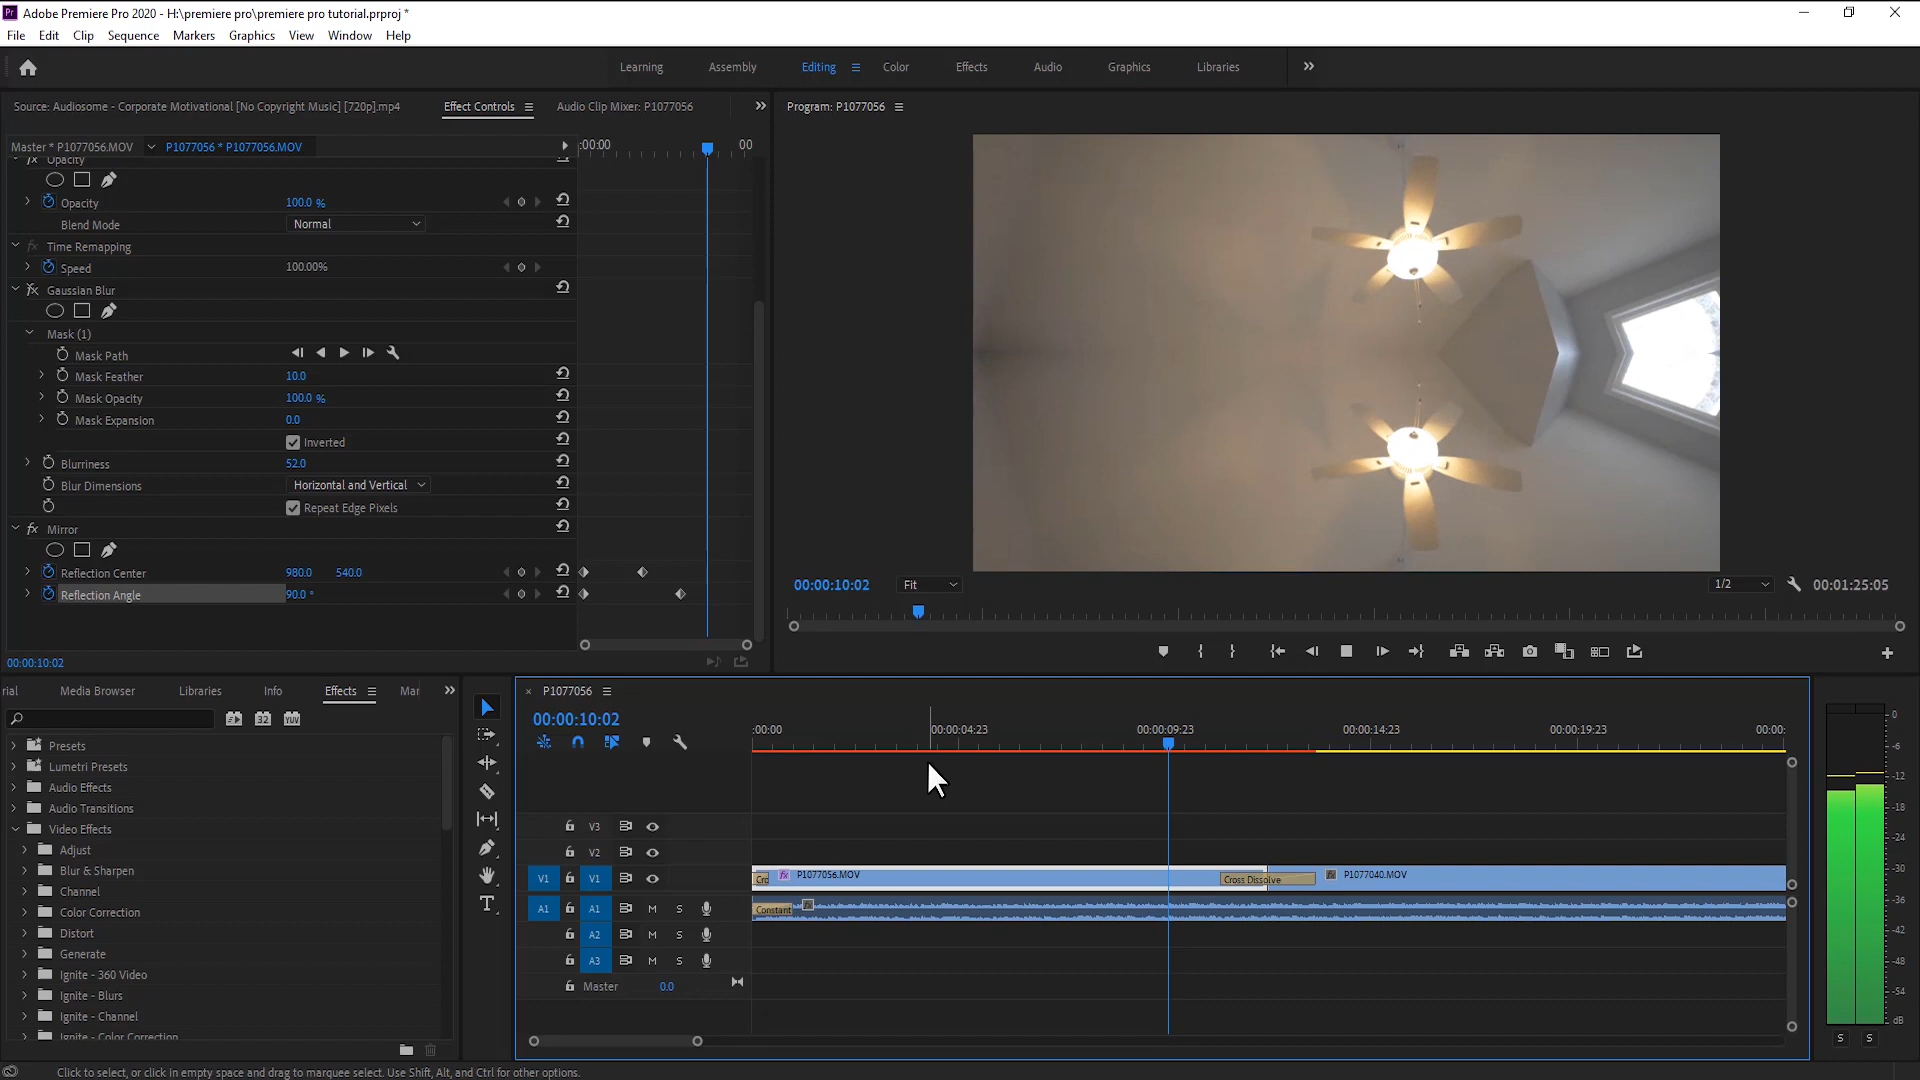 Adobe Premiere Pro 2020 - H:\premiere pro\premiere pro tutorial.prproj *
File Edit Clip Sequence Markers Graphics View Window Help
Learning Assembly Editing Color Effects Audio Graphics Libraries
Source: Audiosome - Corporate Motivational [No Copyright Music] [720p].mp4 Effect Controls Audio Clip Mixer: P1077056
Program: P1077056
Master * P1077056.MOV P1077056 * P1077056.MOV :00:00 00
Opacity
Opacity 100.0 %
Blend Mode Normal
Time Remapping
Speed 100.00%
Gaussian Blur
Mask (1)
Mask Path
Mask Feather 10.0
Mask Opacity 100.0 %
Mask Expansion 0.0
Inverted
Blurriness 52.0
Blur Dimensions Horizontal and Vertical
Repeat Edge Pixels
Mirror
Reflection Center 980.0 540.0
Reflection Angle 90.0 °
00:00:10:02
00:00:10:02 Fit 1/2 00:01:25:05
rial Media Browser Libraries Info Effects Mar
32 YUV
Presets
Lumetri Presets
Audio Effects
Audio Transitions
Video Effects
Adjust
Blur & Sharpen
Channel
Color Correction
Distort
Generate
Ignite - 360 Video
Ignite - Blurs
Ignite - Channel
Ignite - Color Correction
× P1077056
00:00:10:02
:00:00 00:00:04:23 00:00:09:23 00:00:14:23 00:00:19:23 00:00:
V3
V2
V1 V1 Cro fx P1077056.MOV Cross Dissolve fx P1077040.MOV
A1 A1 M S Constant
A2 M S
A3 M S
Master 0.0
0
-6
-12
-18
-24
-30
-36
-42
-48
-54
dB
S S
Click to select, or click in empty space and drag to marquee select. Use Shift, Alt, and Ctrl for other options.